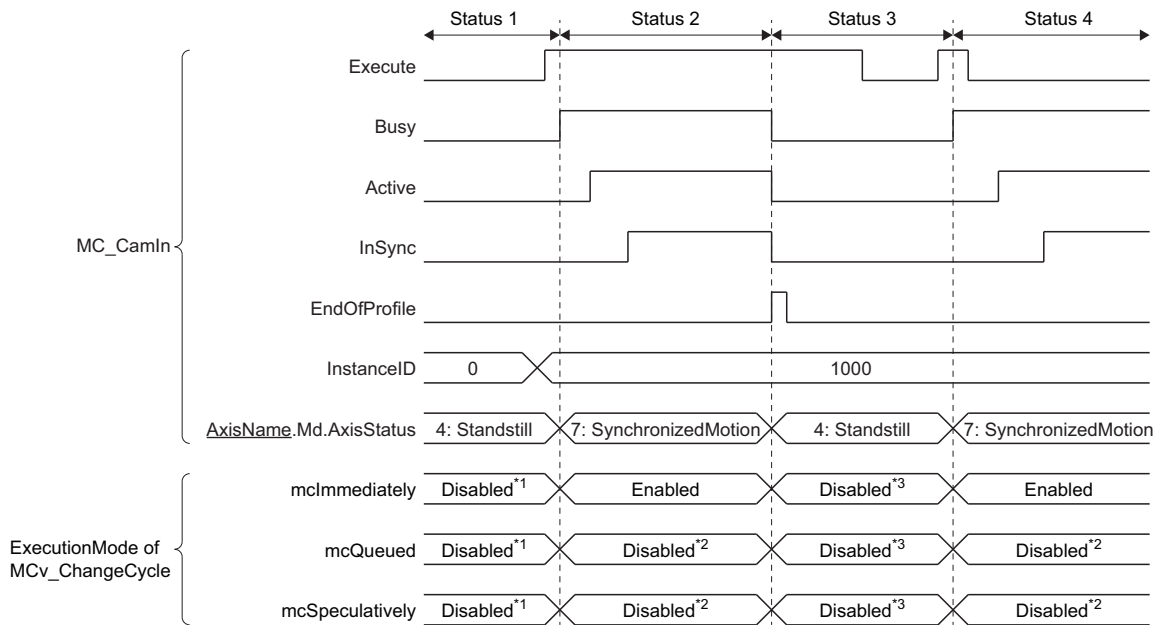 Status 1 Status 2 Status 3 Status 4
Execute
Busy
Active
MC_CamIn
InSync
EndOfProfile
InstanceID 0 1000
AxisName.Md.AxisStatus 4: Standstill 7: SynchronizedMotion 4: Standstill 7: SynchronizedMotion
mcImmediately Disabled*1 Enabled Disabled*3 Enabled
ExecutionMode of
MCv_ChangeCycle
mcQueued Disabled*1 Disabled*2 Disabled*3 Disabled*2
mcSpeculatively Disabled*1 Disabled*2 Disabled*3 Disabled*2